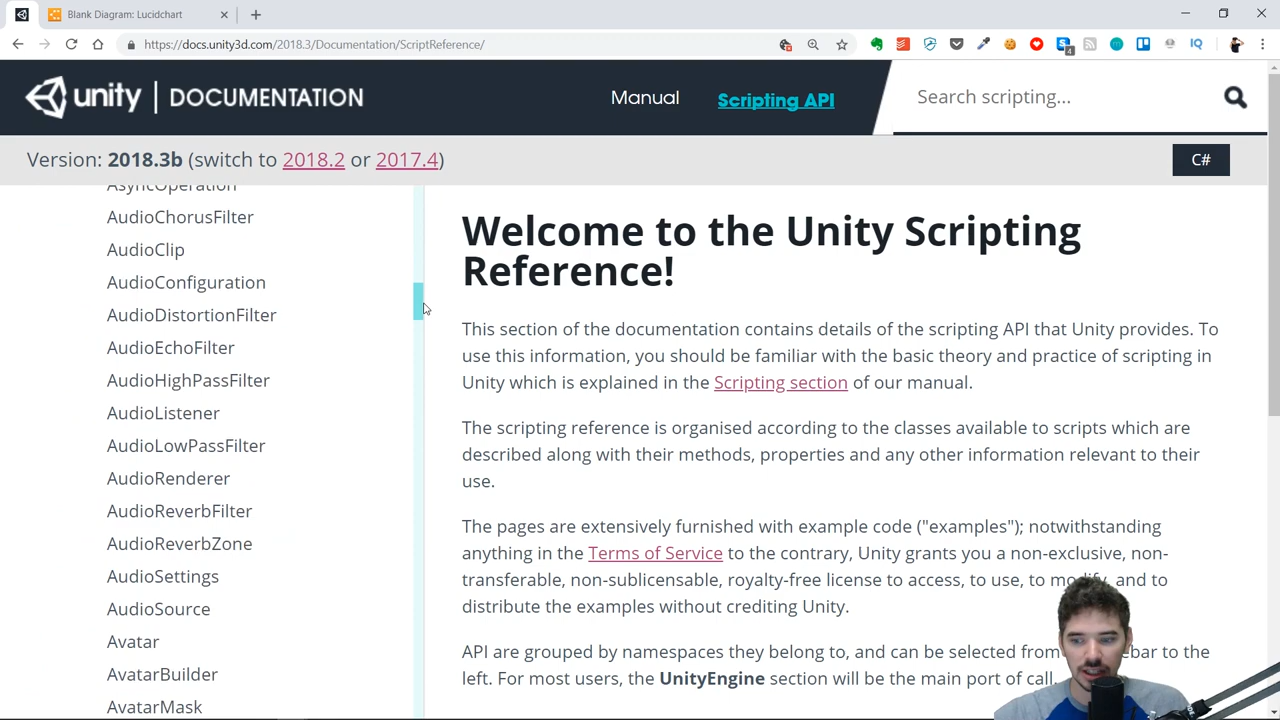 Blank Diagram: Lucidchart
https://docs.unity3d.com/2018.3/Documentation/ScriptReference/
4
IQ
unity | DOCUMENTATION
Manual
Scripting API
Search scripting...
Version: 2018.3b (switch to 2018.2 or 2017.4)
C#
AsyncOperation
AudioChorusFilter
AudioClip
AudioConfiguration
AudioDistortionFilter
AudioEchoFilter
AudioHighPassFilter
AudioListener
AudioLowPassFilter
AudioRenderer
AudioReverbFilter
AudioReverbZone
AudioSettings
AudioSource
Avatar
AvatarBuilder
AvatarMask
Welcome to the Unity Scripting
Reference!
This section of the documentation contains details of the scripting API that Unity provides. To
use this information, you should be familiar with the basic theory and practice of scripting in
Unity which is explained in the Scripting section of our manual.
The scripting reference is organised according to the classes available to scripts which are
described along with their methods, properties and any other information relevant to their
use.
The pages are extensively furnished with example code ("examples"); notwithstanding
anything in the Terms of Service to the contrary, Unity grants you a non-exclusive, non-
transferable, non-sublicensable, royalty-free license to access, to use, to modify, and to
distribute the examples without crediting Unity.
API are grouped by namespaces they belong to, and can be selected from ebar to the
left. For most users, the UnityEngine section will be the main port of call.